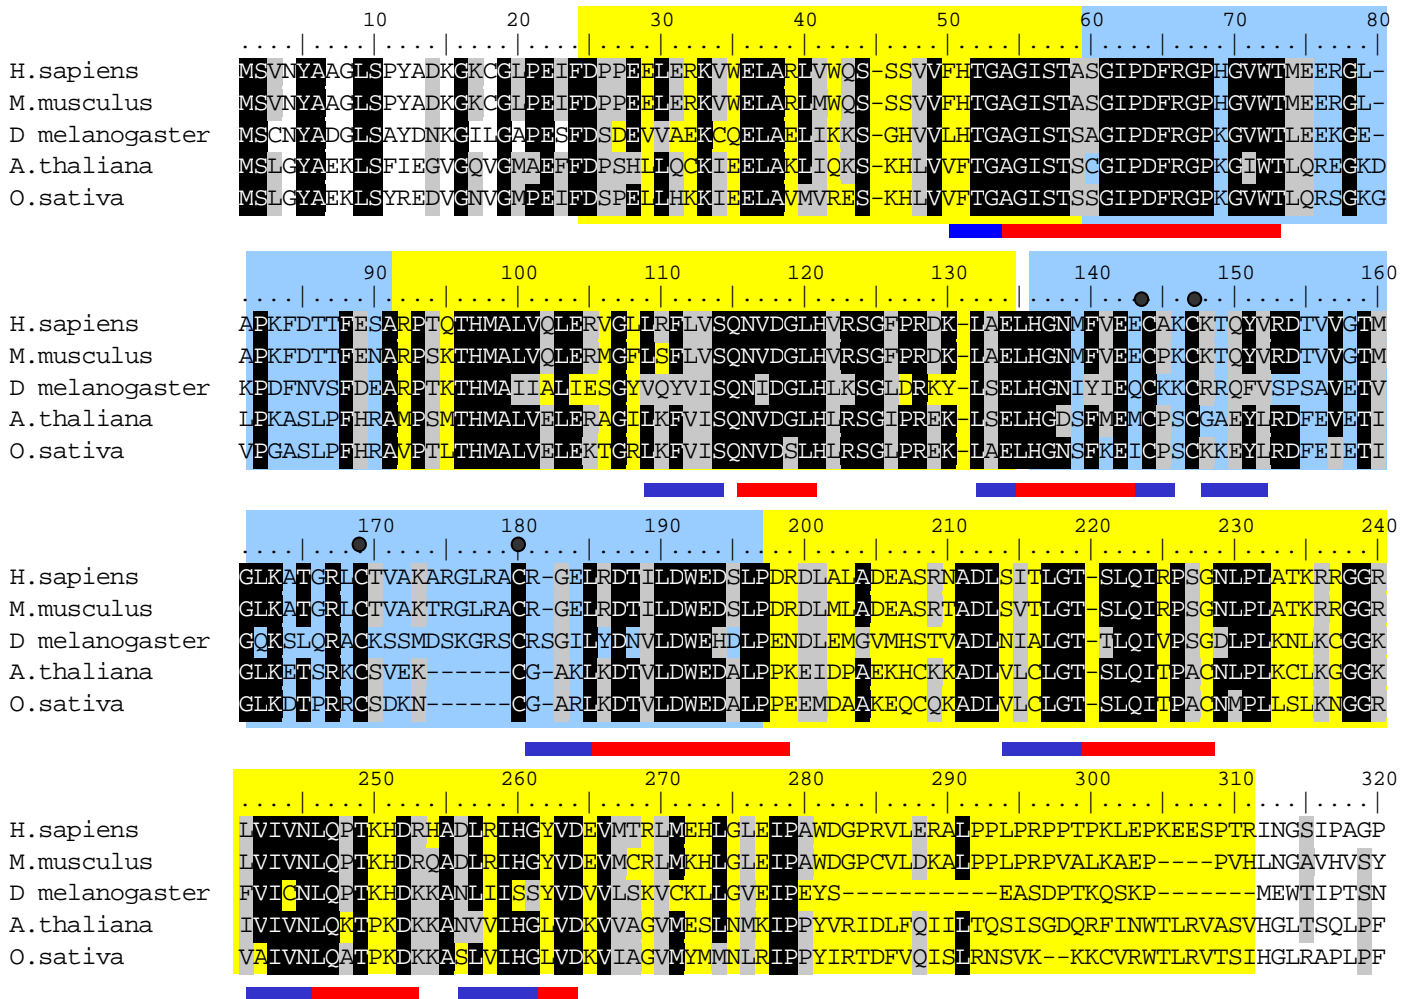 10 20 30 40 50 60 70 80
H.sapiens MSVNYAAGLSPYADKGKCGLPEIFDPPEELERKVWELARLVWQS-SSVVFHTGAGISTASGIPDFRGPHGVWTMEERGL-
M.musculus MSVNYAAGLSPYADKGKCGLPEIFDPPEELERKVWELARLMWQS-SSVVFHTGAGISTASGIPDFRGPHGVWTMEERGL-
D melanogaster MSCNYADGLSAYDNKGILGAPESFDSDEVVAEKCQELAELIKKS-GHVVLHTGAGISTSAGIPDFRGPKGVWTLEEKGE-
A.thaliana MSLGYAEKLSFIEGVGQVGMAEFFDPSHLLQCKIEELAKLIQKS-KHLVVFTGAGISTSCGIPDFRGPKGIWTLQREGKD
O.sativa MSLGYAEKLSYREDVGNVGMPEIFDSPELLHKKIEELAVMVRES-KHLVVFTGAGISTSSGIPDFRGPKGVWTLQRSGKG
90 100 110 120 130 140 150 160
H.sapiens APKFDTTFESARPTQTHMALVQLERVGLLRFLVSQNVDGLHVRSGFPRDK-LAELHGNMFVEECAKCKTQYVRDTVVGTM
M.musculus APKFDTTFENARPSKTHMALVQLERMGFLSFLVSQNVDGLHVRSGFPRDK-LAELHGNMFVEECPKCKTQYVRDTVVGTM
D melanogaster KPDFNVSFDEARPTKTHMAIIALIESGYVQYVISQNIDGLHLKSGLDRKY-LSELHGNIYIEQCKKCRRQFVSPSAVETV
A.thaliana LPKASLPFHRAMPSMTHMALVELERAGILKFVISQNVDGLHLRSGIPREK-LSELHGDSFMEMCPSCGAEYLRDFEVETI
O.sativa VPGASLPFHRAVPTLTHMALVELEKTGRLKFVISQNVDSLHLRSGLPREK-LAELHGNSFKEICPSCKKEYLRDFEIETI
170 180 190 200 210 220 230 240
H.sapiens GLKATGRLCTVAKARGLRACR-GELRDTILDWEDSLPDRDLALADEASRNADLSITLGT-SLQIRPSGNLPLATKRRGGR
M.musculus GLKATGRLCTVAKTRGLRACR-GELRDTILDWEDSLPDRDLMLADEASRTADLSVTLGT-SLQIRPSGNLPLATKRRGGR
D melanogaster GQKSLQRACKSSMDSKGRSCRSGILYDNVLDWEHDLPENDLEMGVMHSTVADLNIALGT-TLQIVPSGDLPLKNLKCGGK
A.thaliana GLKETSRKCSVEK------CG-AKLKDTVLDWEDALPPKEIDPAEKHCKKADLVLCLGT-SLQITPACNLPLKCLKGGGK
O.sativa GLKDTPRRCSDKN------CG-ARLKDTVLDWEDALPPEEMDAAKEQCQKADLVLCLGT-SLQITPACNMPLLSLKNGGR
250 260 270 280 290 300 310 320
H.sapiens LVIVNLQPTKHDRHADLRIHGYVDEVMTRLMEHLGLEIPAWDGPRVLERALPPLPRPPTPKLEPKEESPTRINGSIPAGP
M.musculus LVIVNLQPTKHDRQADLRIHGYVDEVMCRLMKHLGLEIPAWDGPCVLDKALPPLPRPVALKAEP----PVHLNGAVHVSY
D melanogaster FVICNLQPTKHDKKANLIISSYVDVVLSKVCKLLGVEIPEYS-----------EASDPTKQSKP-------MEWTIPTSN
A.thaliana IVIVNLQKTPKDKKANVVIHGLVDKVVAGVMESLNMKIPPYVRIDLFQIILTQSISGDQRFINWTLRVASVHGLTSQLPF
O.sativa VAIVNLQATPKDKKASLVIHGLVDKVIAGVMYMMNLRIPPYIRTDFVQISLRNSVK--KKCVRWTLRVTSIHGLRAPLPF